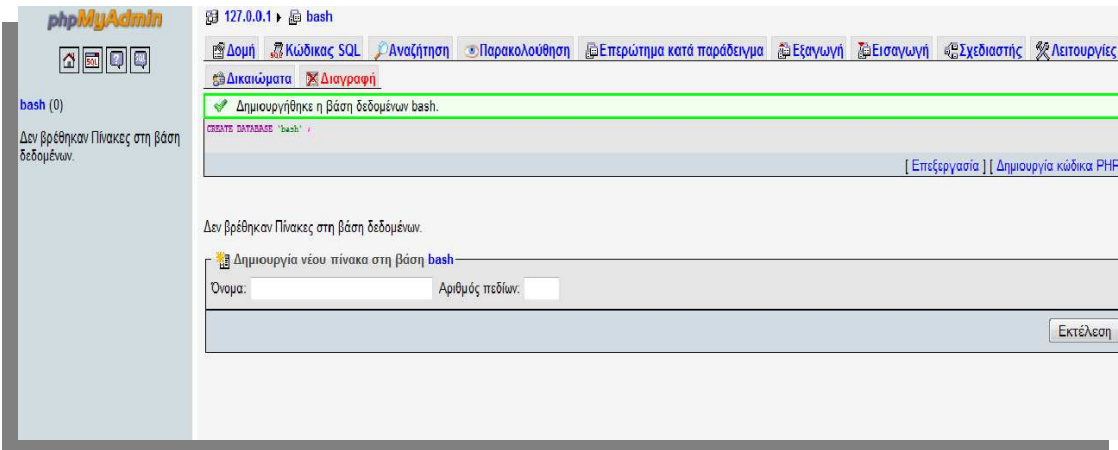 phpMyAdmin
bash (0)
Δεν βρέθηκαν Πίνακες στη βάση
δεδομένων.
127.0.0.1 ▸ bash
Δομή Κώδικας SQL Αναζήτηση Παρακολούθηση Επερώτημα κατά παράδειγμα Εξαγωγή Εισαγωγή Σχεδιαστής Λειτουργίες
Δικαιώματα Διαγραφή
Δημιουργήθηκε η βάση δεδομένων bash.
CREATE DATABASE `bash` ;
[ Επεξεργασία ] [ Δημιουργία κώδικα PHP
Δεν βρέθηκαν Πίνακες στη βάση δεδομένων.
Δημιουργία νέου πίνακα στη βάση bash
Όνομα: Αριθμός πεδίων:
Εκτέλεση